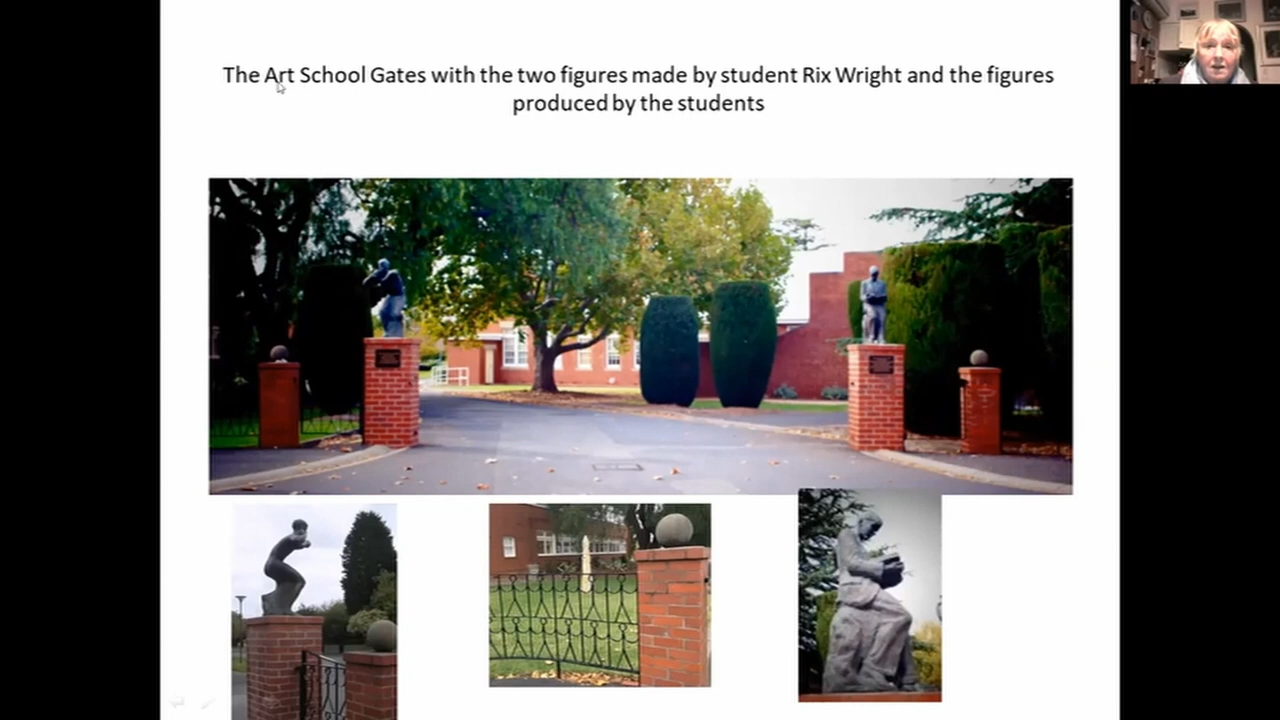 The Art School Gates with the two figures made by student Rix Wright and the figures
produced by the students